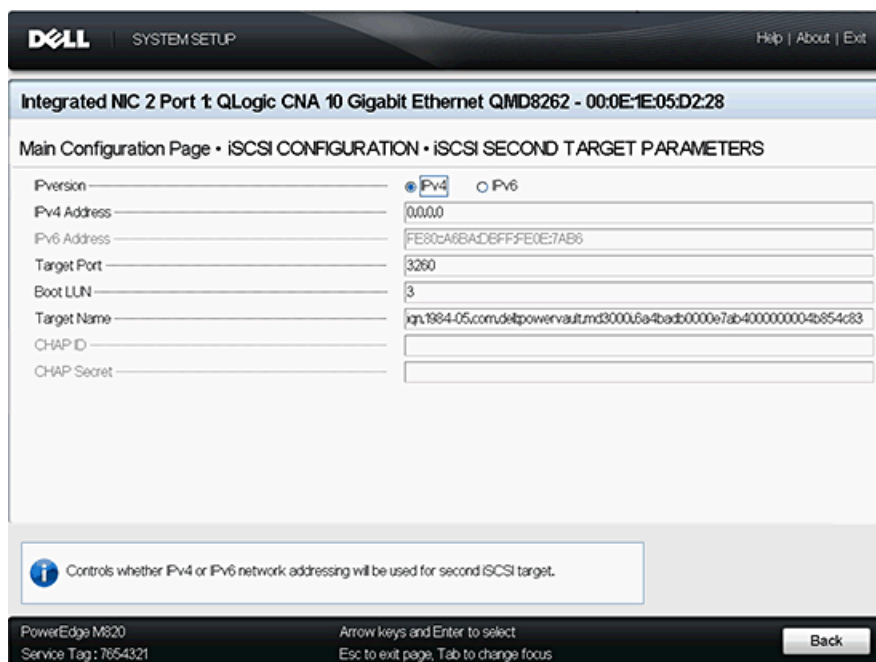 DELL SYSTEM SETUP Help | About | Exit
Integrated NIC 2 Port 1: QLogic CNA 10 Gigabit Ethernet QMD8262 - 00:0E:1E:05:D2:28
Main Configuration Page • iSCSI CONFIGURATION • iSCSI SECOND TARGET PARAMETERS
IPversion IPv4 IPv6
IPv4 Address 0.0.0.0
IPv6 Address FE80::A6BA:DBFF:FE0E:7AB6
Target Port 3260
Boot LUN 3
Target Name iqn.1984-05.com.dell:powervault.md3000i.6a4badb0000e7ab4000000004b854c83
CHAP ID
CHAP Secret
Controls whether IPv4 or IPv6 network addressing will be used for second iSCSI target.
PowerEdge M820 Arrow keys and Enter to select
Service Tag : 7654321 Esc to exit page, Tab to change focus
Back